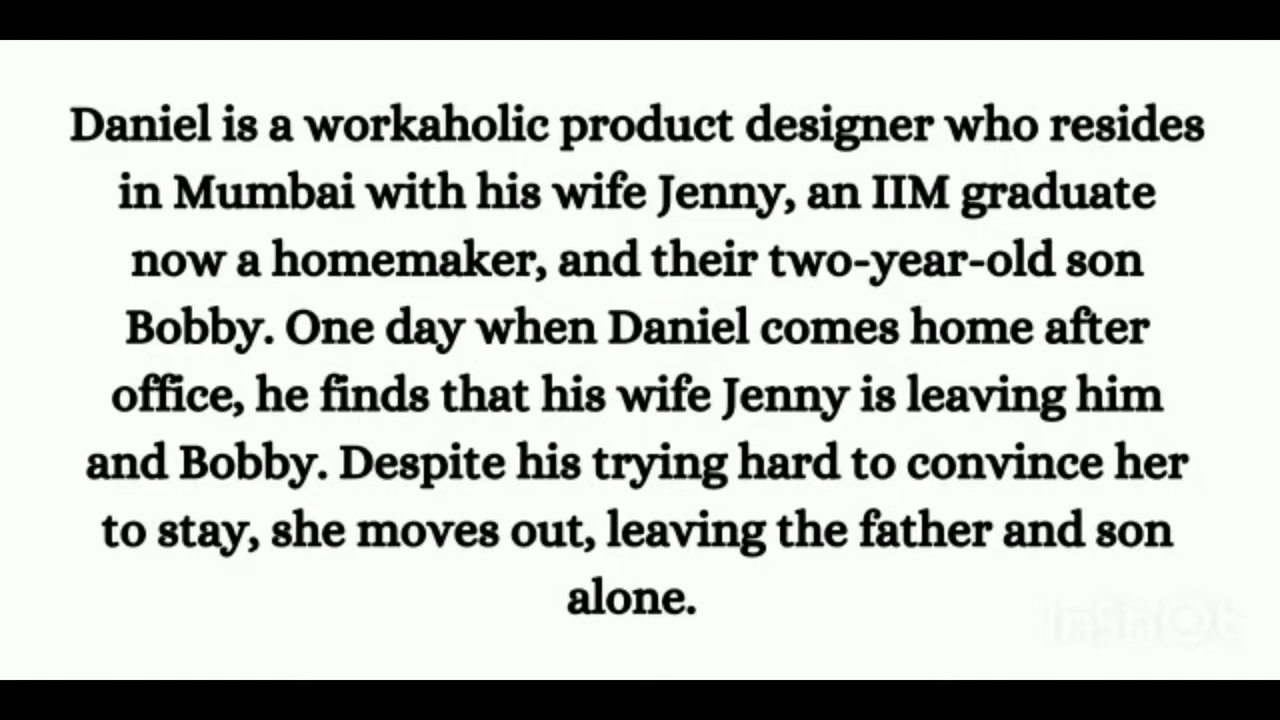 Daniel is a workaholic product designer who resides
in Mumbai with his wife Jenny, an IIM graduate
now a homemaker, and their two-year-old son
Bobby. One day when Daniel comes home after
office, he finds that his wife Jenny is leaving him
and Bobby. Despite his trying hard to convince her
to stay, she moves out, leaving the father and son
alone.